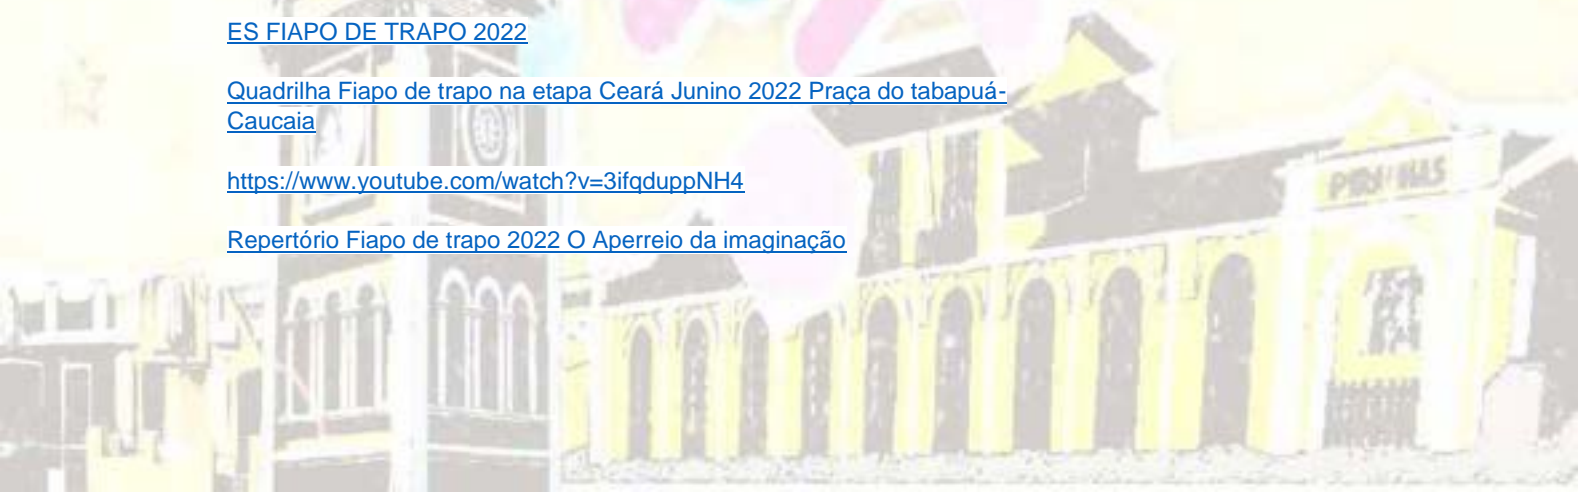 ES FIAPO DE TRAPO 2022
Quadrilha Fiapo de trapo na etapa Ceará Junino 2022 Praça do tabapuá-
Caucaia
https://www.youtube.com/watch?v=3ifqduppNH4
Repertório Fiapo de trapo 2022 O Aperreio da imaginação